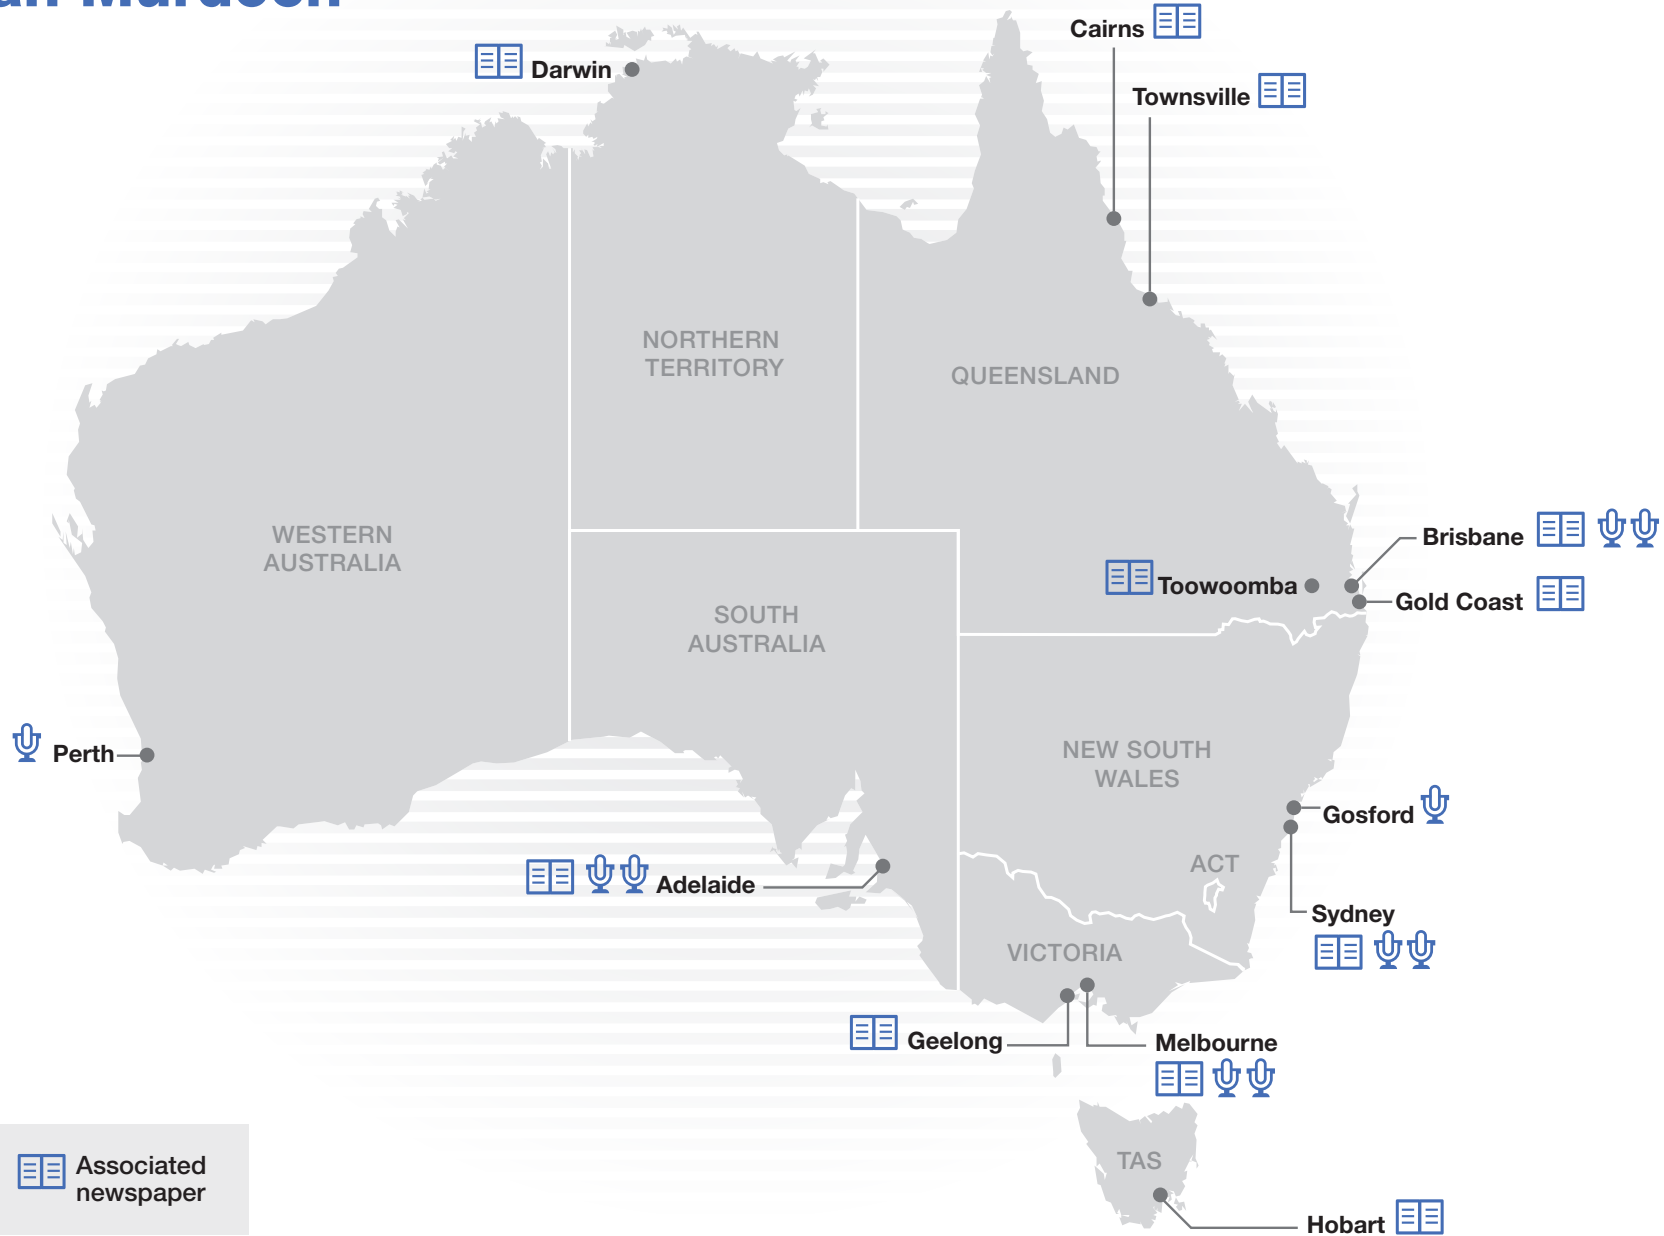 Murdoch
Cairns
Darwin
Townsville
NORTHERN
TERRITORY
QUEENSLAND
WESTERN
AUSTRALIA
Brisbane
Toowoomba
Gold Coast
SOUTH
AUSTRALIA
Perth
NEW SOUTH
WALES
Gosford
ACT
Adelaide
Sydney
VICTORIA
Geelong
Melbourne
TAS
Associated
newspaper
Hobart